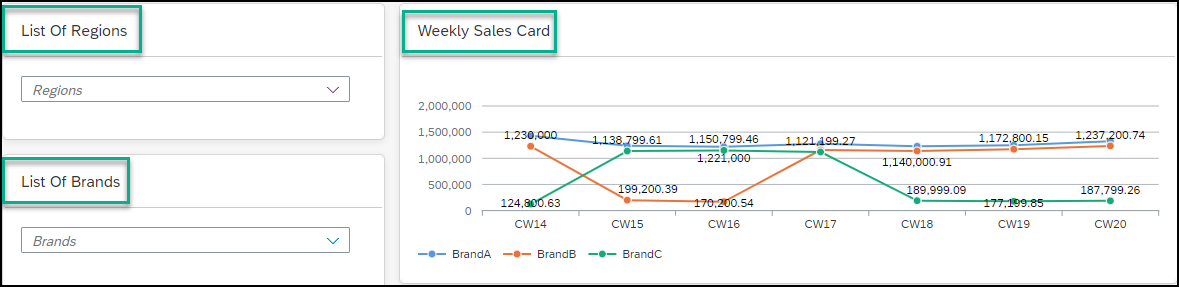 List Of Regions
Regions
List Of Brands
Brands
Weekly Sales Card
2,000,000
1,500,000
1,000,000
500,000
0
1,230,000
1,138,799.61
1,150,799.46
1,121,199.27
1,172,800.15
1,237,200.74
1,221,000
1,140,000.91
124,800.63
199,200.39
170,200.54
189,999.09
177,199.85
187,799.26
CW14 CW15 CW16 CW17 CW18 CW19 CW20
BrandA BrandB BrandC